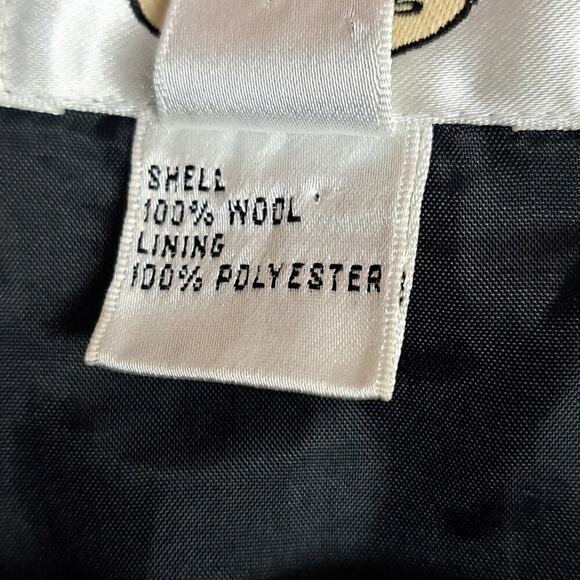 SHELL
100% WOOL
LINING
100% POLYESTER